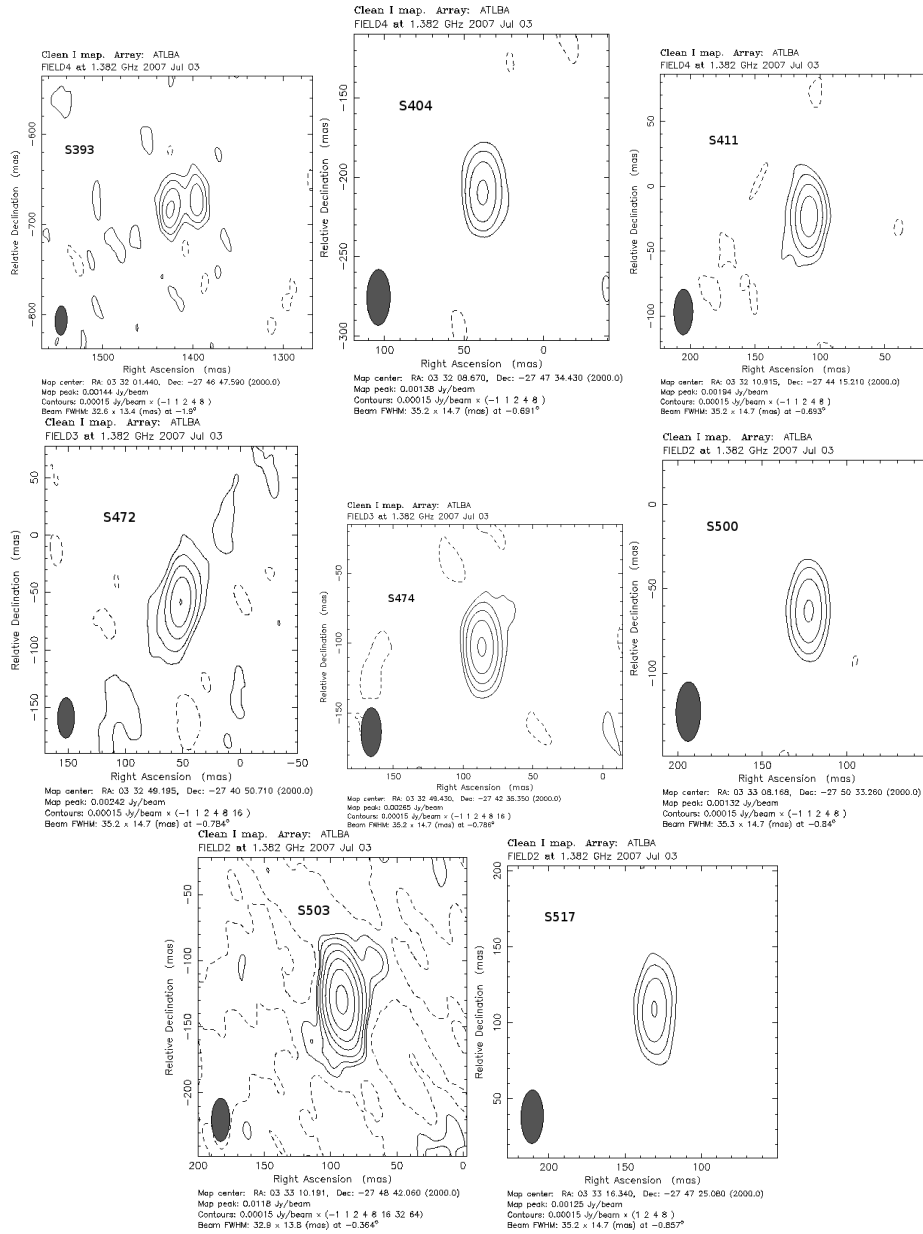 Clean I map. Array: ATLBA
FIELD4 at 1.382 GHz 2007 Jul 03
S393
Relative Declination (mas)
−600
−700
−800
1500
1400
1300
Right Ascension (mas)
Map center: RA: 03 32 01.440, Dec: −27 46 47.590 (2000.0)
Map peak: 0.00144 Jy/beam
Contours: 0.00015 Jy/beam × (−1 1 2 4 8 )
Beam FWHM: 32.6 × 13.4 (mas) at −1.9°
Clean I map. Array: ATLBA
FIELD4 at 1.382 GHz 2007 Jul 03
S404
Relative Declination (mas)
−150
−200
−250
−300
100
50
0
Right Ascension (mas)
Map center: RA: 03 32 08.670, Dec: −27 47 34.430 (2000.0)
Map peak: 0.00138 Jy/beam
Contours: 0.00015 Jy/beam × (−1 1 2 4 8 )
Beam FWHM: 35.2 × 14.7 (mas) at −0.691°
Clean I map. Array: ATLBA
FIELD4 at 1.382 GHz 2007 Jul 03
S411
Relative Declination (mas)
50
0
−50
−100
200
150
100
50
Right Ascension (mas)
Map center: RA: 03 32 10.915, Dec: −27 44 15.210 (2000.0)
Map peak: 0.00194 Jy/beam
Contours: 0.00015 Jy/beam × (−1 1 2 4 8 )
Beam FWHM: 35.2 × 14.7 (mas) at −0.693°
Clean I map. Array: ATLBA
FIELD3 at 1.382 GHz 2007 Jul 03
S472
Relative Declination (mas)
50
0
−50
−100
−150
150
100
50
0
−50
Right Ascension (mas)
Map center: RA: 03 32 49.195, Dec: −27 40 50.710 (2000.0)
Map peak: 0.00242 Jy/beam
Contours: 0.00015 Jy/beam × (−1 1 2 4 8 16 )
Beam FWHM: 35.2 × 14.7 (mas) at −0.784°
Clean I map. Array: ATLBA
FIELD3 at 1.382 GHz 2007 Jul 03
S474
Relative Declination (mas)
−50
−100
−150
150
100
50
0
Right Ascension (mas)
Map center: RA: 03 32 49.430, Dec: −27 42 35.350 (2000.0)
Map peak: 0.00265 Jy/beam
Contours: 0.00015 Jy/beam × (−1 1 2 4 8 16 )
Beam FWHM: 35.2 × 14.7 (mas) at −0.786°
Clean I map. Array: ATLBA
FIELD2 at 1.382 GHz 2007 Jul 03
S500
Relative Declination (mas)
0
−50
−100
200
150
100
Right Ascension (mas)
Map center: RA: 03 33 08.168, Dec: −27 50 33.260 (2000.0)
Map peak: 0.00132 Jy/beam
Contours: 0.00015 Jy/beam × (−1 1 2 4 8 )
Beam FWHM: 35.3 × 14.7 (mas) at −0.84°
Clean I map. Array: ATLBA
FIELD2 at 1.382 GHz 2007 Jul 03
S503
Relative Declination (mas)
−50
−100
−150
−200
200
150
100
50
0
Right Ascension (mas)
Map center: RA: 03 33 10.191, Dec: −27 48 42.060 (2000.0)
Map peak: 0.0118 Jy/beam
Contours: 0.00015 Jy/beam × (−1 1 2 4 8 16 32 64)
Beam FWHM: 32.9 × 13.8 (mas) at −0.364°
Clean I map. Array: ATLBA
FIELD2 at 1.382 GHz 2007 Jul 03
S517
Relative Declination (mas)
200
150
100
50
200
150
100
Right Ascension (mas)
Map center: RA: 03 33 16.340, Dec: −27 47 25.080 (2000.0)
Map peak: 0.00125 Jy/beam
Contours: 0.00015 Jy/beam × (1 2 4 8 )
Beam FWHM: 35.2 × 14.7 (mas) at −0.857°